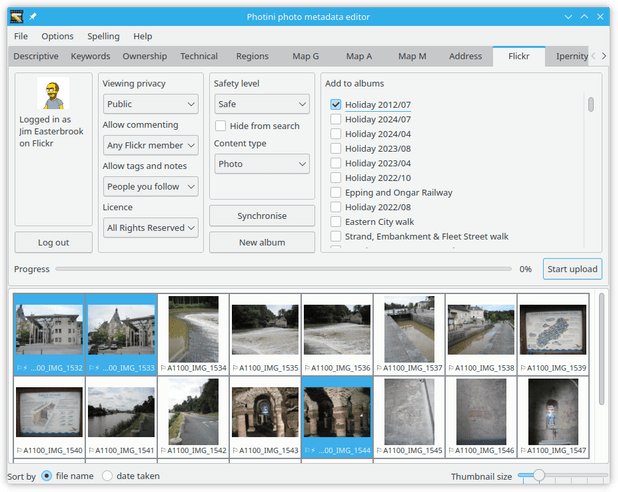 Photini photo metadata editor
File Options Spelling Help
Descriptive Keywords Ownership Technical Regions Map G Map A Map M Address Flickr Ipernity
Logged in as
Jim Easterbrook
on Flickr
Log out
Viewing privacy
Public
Allow commenting
Any Flickr member
Allow tags and notes
People you follow
Licence
All Rights Reserved
Safety level
Safe
Hide from search
Content type
Photo
Synchronise
New album
Add to albums
Holiday 2012/07
Holiday 2024/07
Holiday 2024/04
Holiday 2023/08
Holiday 2023/04
Holiday 2022/10
Epping and Ongar Railway
Holiday 2022/08
Eastern City walk
Strand, Embankment & Fleet Street walk
Progress 0% Start upload
...00_IMG_1532 ...00_IMG_1533 A1100_IMG_1534 A1100_IMG_1535 A1100_IMG_1536 A1100_IMG_1537 A1100_IMG_1538 A1100_IMG_1539
A1100_IMG_1540 A1100_IMG_1541 A1100_IMG_1542 A1100_IMG_1543 ...00_IMG_1544 A1100_IMG_1545 A1100_IMG_1546 A1100_IMG_1547
Sort by file name date taken Thumbnail size